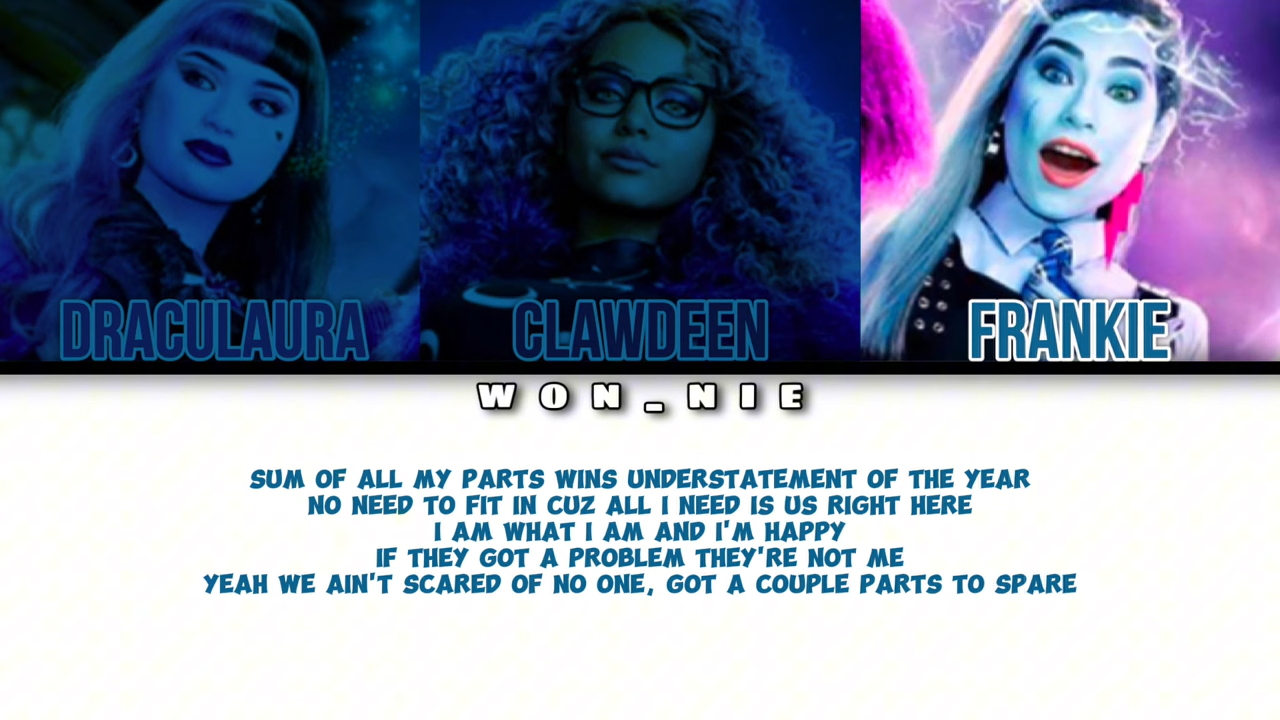 DRACULAURA
CLAWDEEN
FRANKIE
WON_NIE
SUM OF ALL MY PARTS WINS UNDERSTATEMENT OF THE YEAR
NO NEED TO FIT IN CUZ ALL I NEED IS US RIGHT HERE
I AM WHAT I AM AND I'M HAPPY
IF THEY GOT A PROBLEM THEY'RE NOT ME
YEAH WE AIN'T SCARED OF NO ONE, GOT A COUPLE PARTS TO SPARE